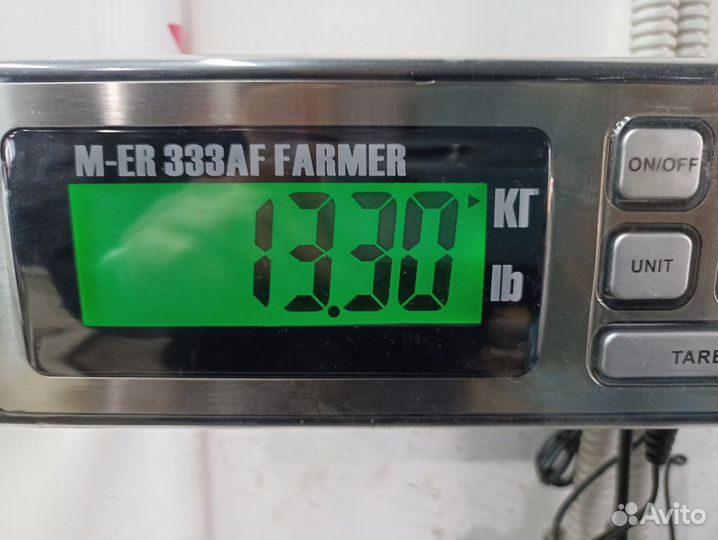 M-ER 333AF FARMER
13.30
КГ
lb
ON/OFF
UNIT
TARE
Avito